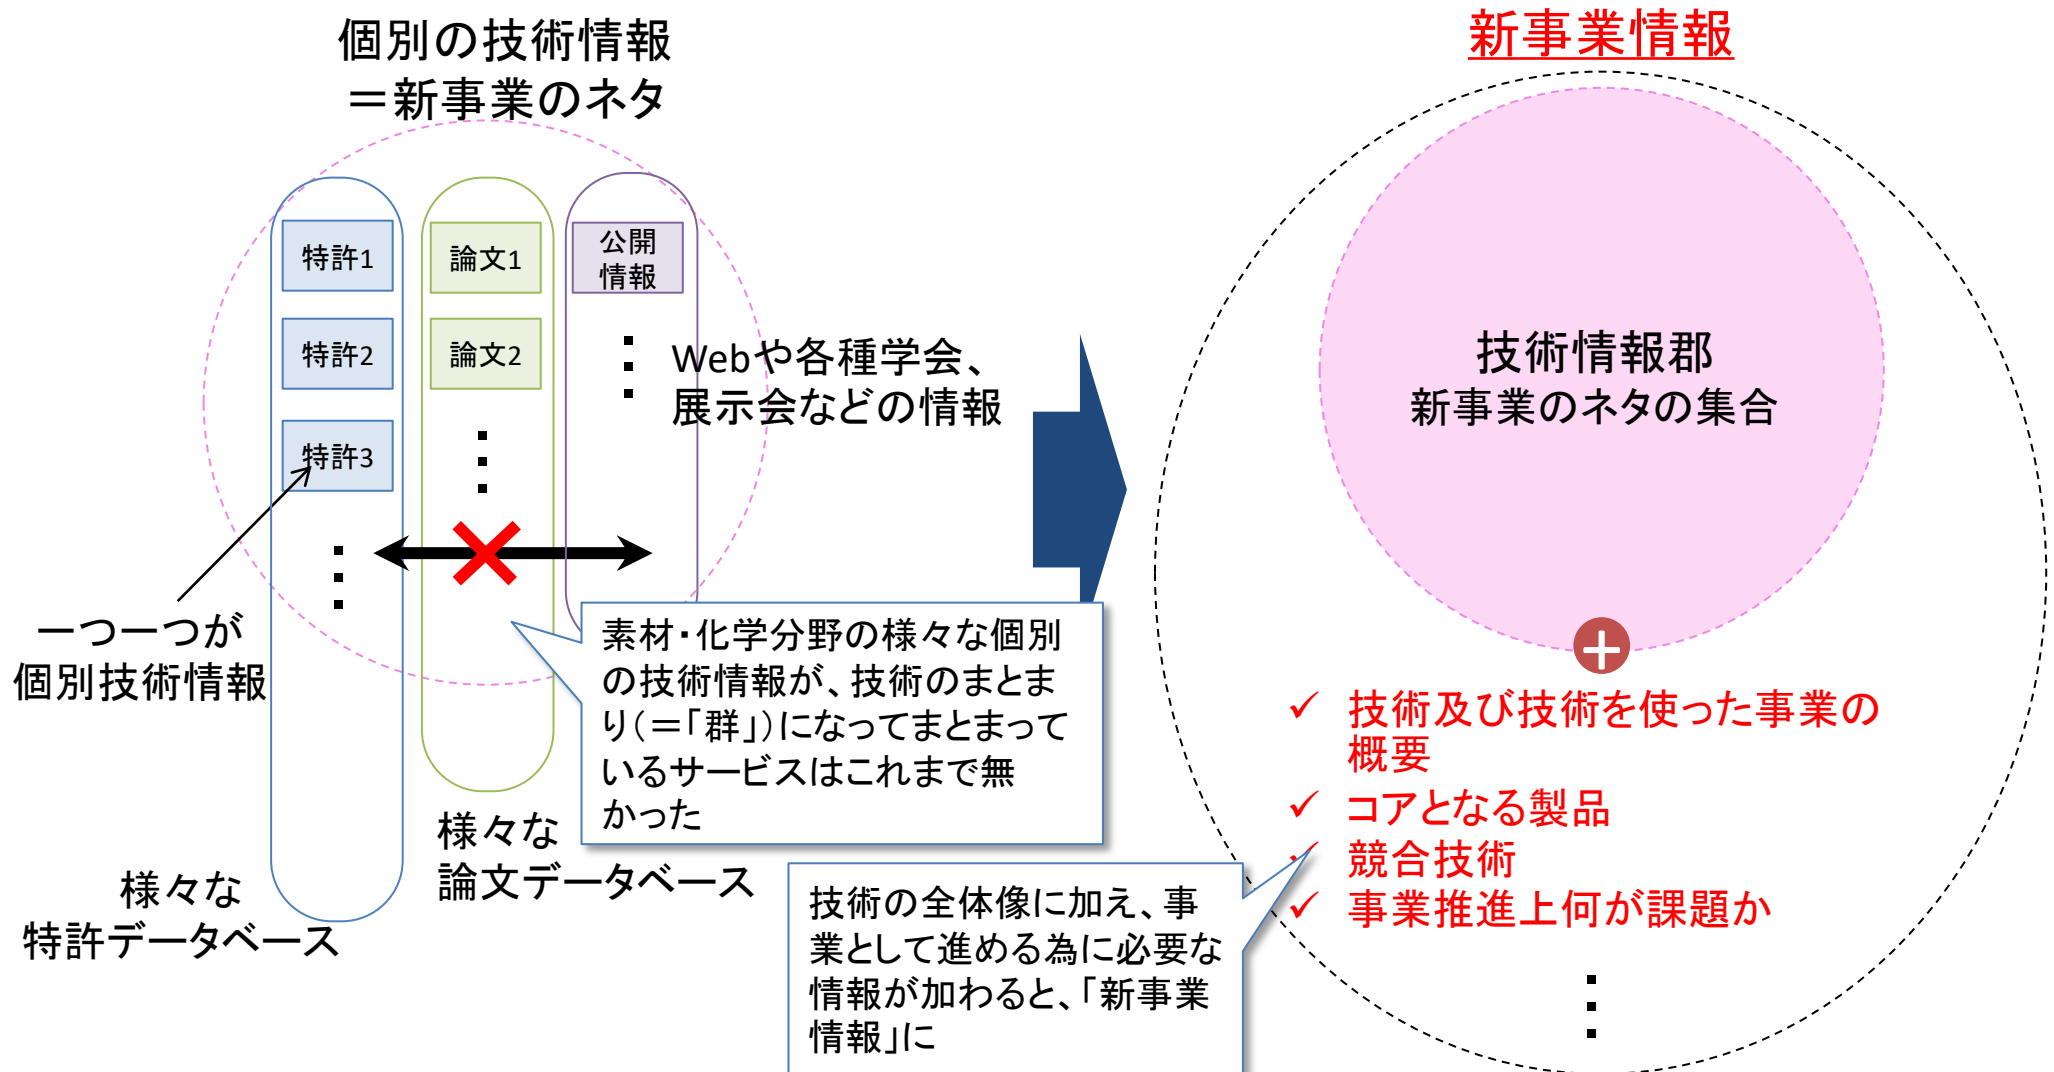 個別の技術情報
＝新事業のネタ
特許1
特許2
特許3
論文1
論文2
公開
情報
Webや各種学会、
展示会などの情報
一つ一つが
個別技術情報
素材・化学分野の様々な個別
の技術情報が、技術のまとま
り（＝「群」）になってまとまって
いるサービスはこれまで無
かった
様々な
論文データベース
様々な
特許データベース
新事業情報
技術情報郡
新事業のネタの集合
✓ 技術及び技術を使った事業の
概要
✓ コアとなる製品
✓ 競合技術
✓ 事業推進上何が課題か
技術の全体像に加え、事
業として進める為に必要な
情報が加わると、「新事業
情報」に